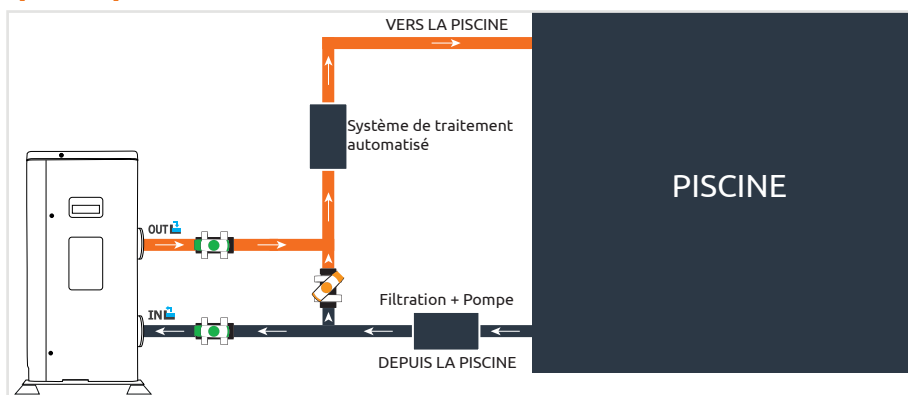 VERS LA PISCINE
Système de traitement
automatisé
PISCINE
OUT
IN
Filtration + Pompe
DEPUIS LA PISCINE